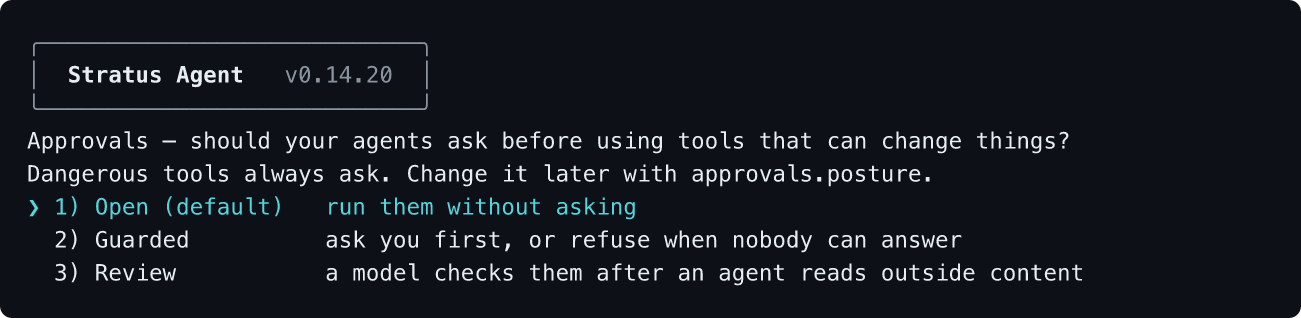 Stratus Agent v0.14.20
Approvals — should your agents ask before using tools that can change things?
Dangerous tools always ask. Change it later with approvals.posture.
❯ 1) Open (default) run them without asking
2) Guarded ask you first, or refuse when nobody can answer
3) Review a model checks them after an agent reads outside content